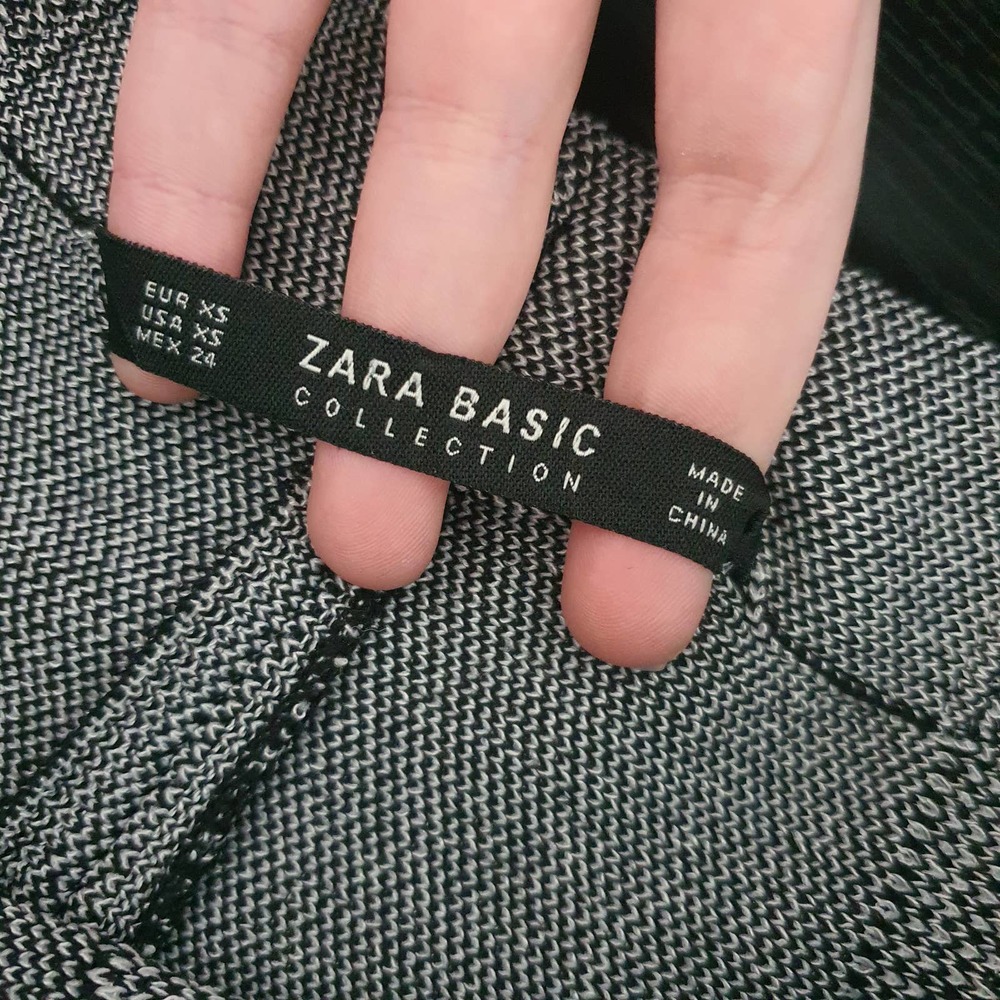 EUR XS
USA XS
MEX 24
ZARA BASIC
COLLECTION
MADE
IN
CHINA